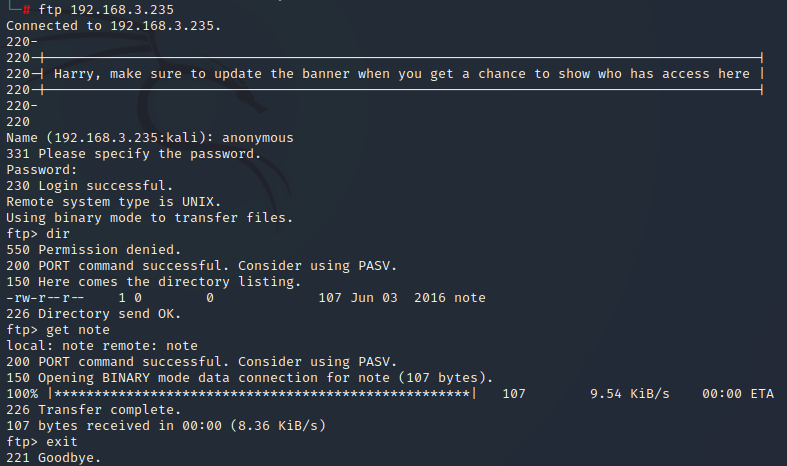 └─# ftp 192.168.3.235
Connected to 192.168.3.235.
220-
220-|-----------------------------------------------------------------------------------------|
220-| Harry, make sure to update the banner when you get a chance to show who has access here |
220-|-----------------------------------------------------------------------------------------|
220-
220
Name (192.168.3.235:kali): anonymous
331 Please specify the password.
Password:
230 Login successful.
Remote system type is UNIX.
Using binary mode to transfer files.
ftp> dir
550 Permission denied.
200 PORT command successful. Consider using PASV.
150 Here comes the directory listing.
-rw-r--r--    1 0        0             107 Jun 03  2016 note
226 Directory send OK.
ftp> get note
local: note remote: note
200 PORT command successful. Consider using PASV.
150 Opening BINARY mode data connection for note (107 bytes).
100% |*****************************************************|   107        9.54 KiB/s    00:00 ETA
226 Transfer complete.
107 bytes received in 00:00 (8.36 KiB/s)
ftp> exit
221 Goodbye.